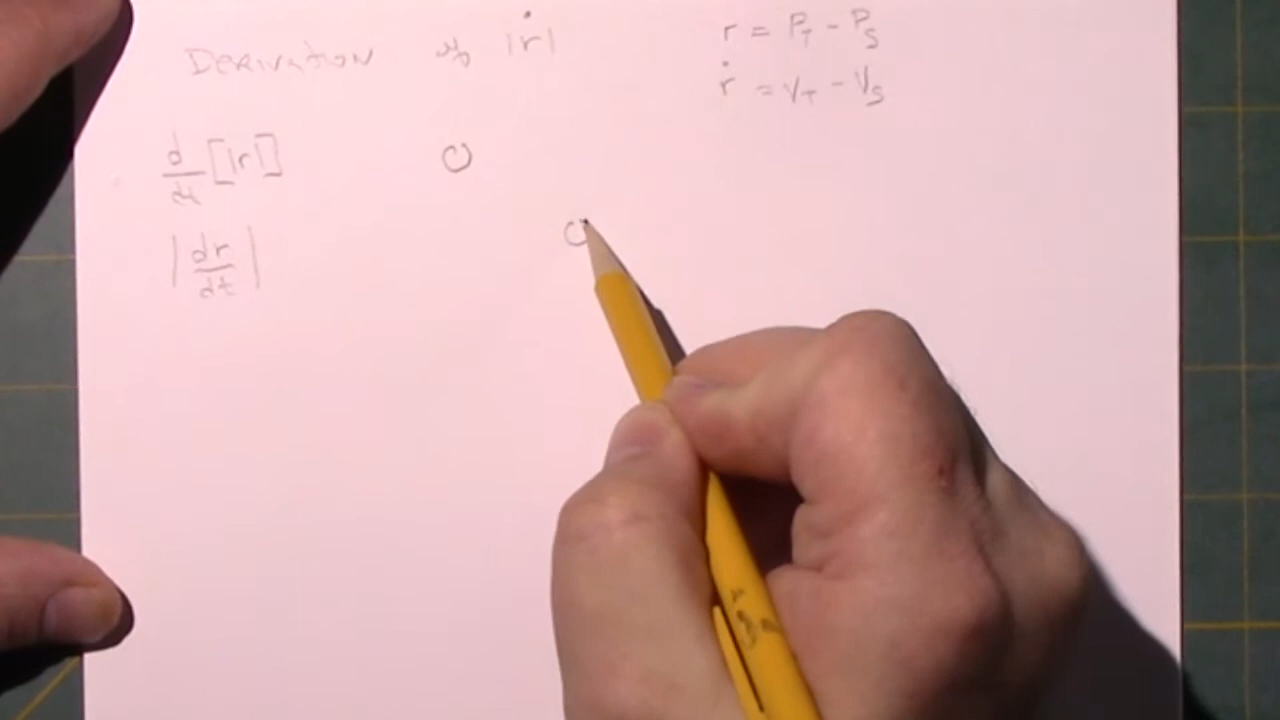 Derivation of |ṙ|
r = P_T - P_S
ṙ = V_T - V_S
d/dt [|r|]
|dr/dt|